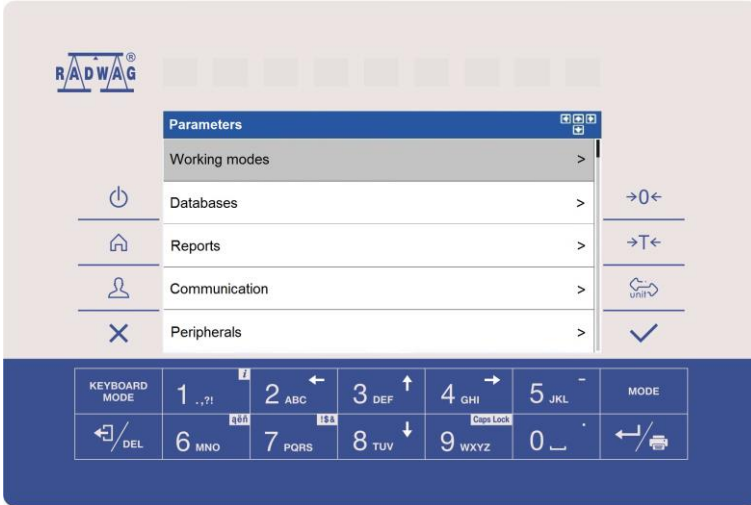 RADWAG®
Parameters
Working modes >
Databases >
Reports >
Communication >
Peripherals >
→0←
→T←
unit
KEYBOARD MODE
1 .,?! i
2 ABC ←
3 DEF ↑
4 GHI →
5 JKL -
MODE
/DEL
6 MNO ąëñ
7 PQRS !$&
8 TUV ↓
9 WXYZ Caps Lock
0 ⎵ .